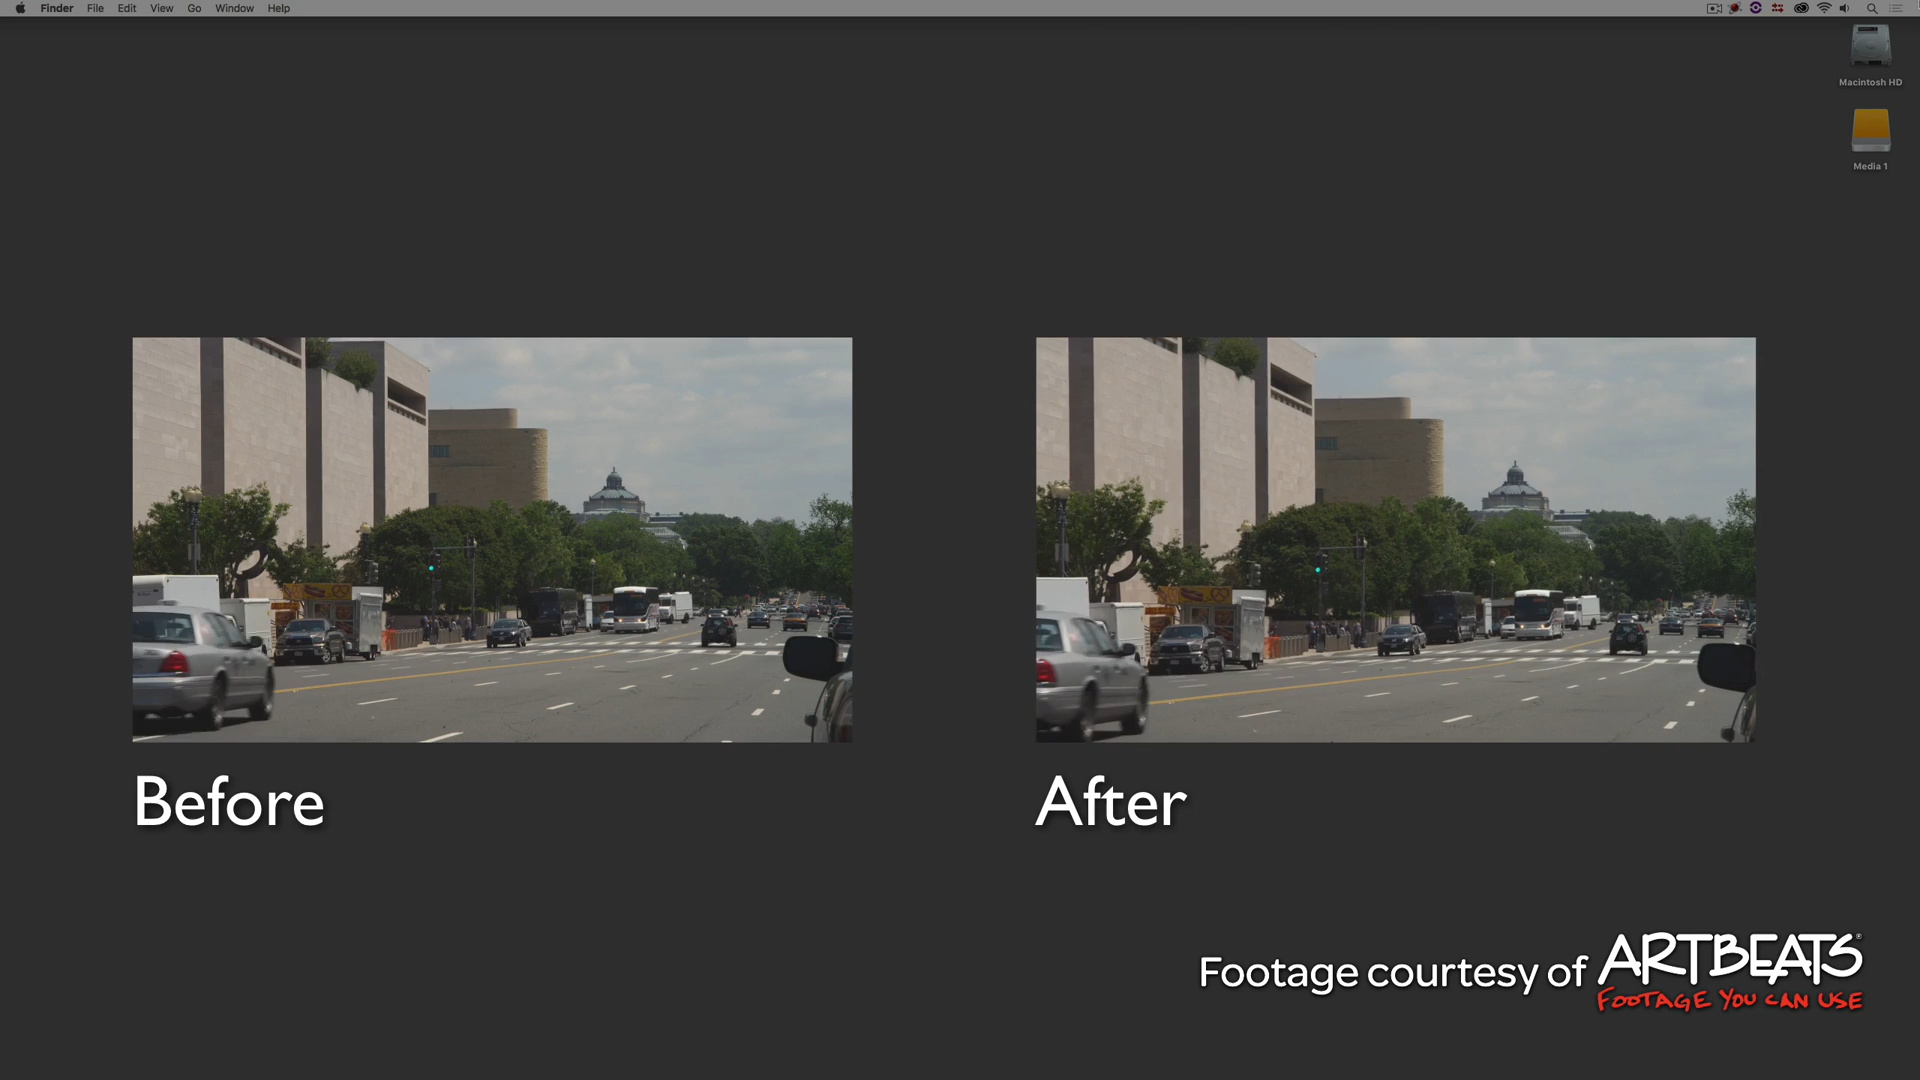 Finder File Edit View Go Window Help
Macintosh HD
Media 1
Before
After
Footage courtesy of ARTBEATS®
FOOTAGE YOU CAN USE